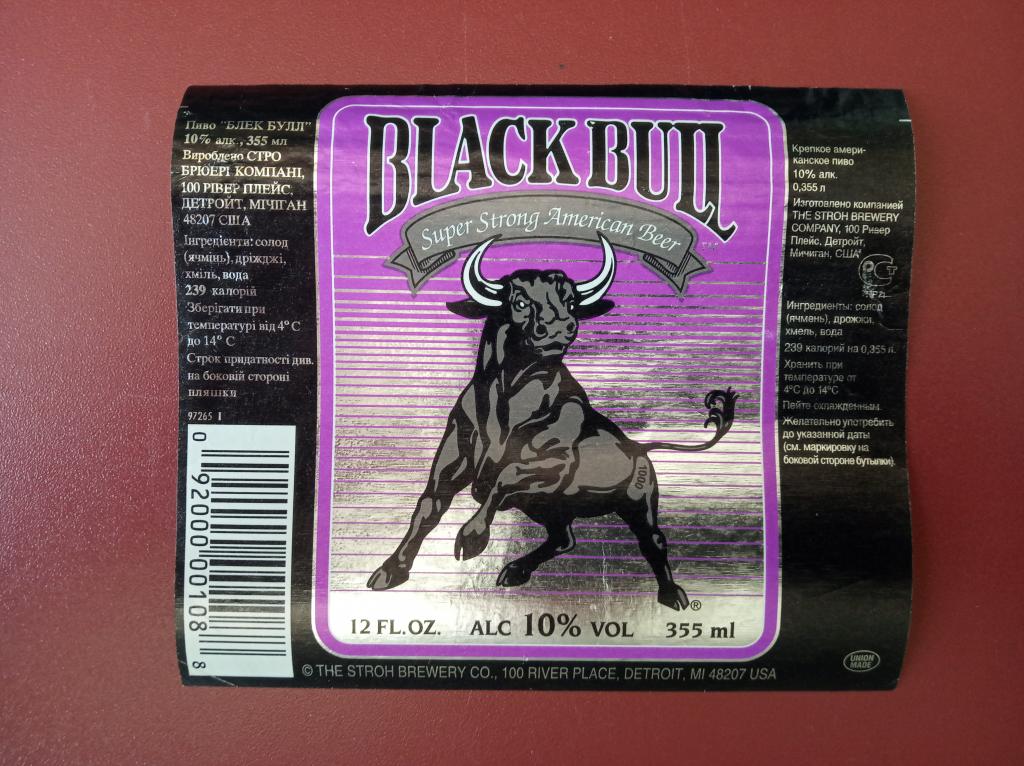 Пиво "БЛЕК БУЛЛ"
10% алк., 355 мл
Вироблено СТРО
БРЮЕРІ КОМПАНІ,
100 РІВЕР ПЛЕЙС,
ДЕТРОЙТ, МІЧІГАН
48207 США
Інгредієнти: солод
(ячмінь), дріжджі,
хміль, вода
239 калорій
Зберігати при
температурі від 4° С
до 14° С
Строк придатності див.
на боковій стороні
пляшки
97265 1
0 92000 00108 8
BLACK BULL
Super Strong American Beer
TM
1000
®
12 FL.OZ. ALC 10% VOL 355 ml
© THE STROH BREWERY CO., 100 RIVER PLACE, DETROIT, MI 48207 USA
Крепкое амери-
канское пиво
10% алк.
0,355 л
Изготовлено компанией
THE STROH BREWERY
COMPANY, 100 Ривер
Плейс, Детройт,
Мичиган, США
Ингредиенты: солод
(ячмень), дрожжи,
хмель, вода
239 калорий на 0,355 л.
Хранить при
температуре от
4°С до 14°С
Пейте охлажденным.
Желательно употребить
до указанной даты
(см. маркировку на
боковой стороне бутылки).
UNION
MADE